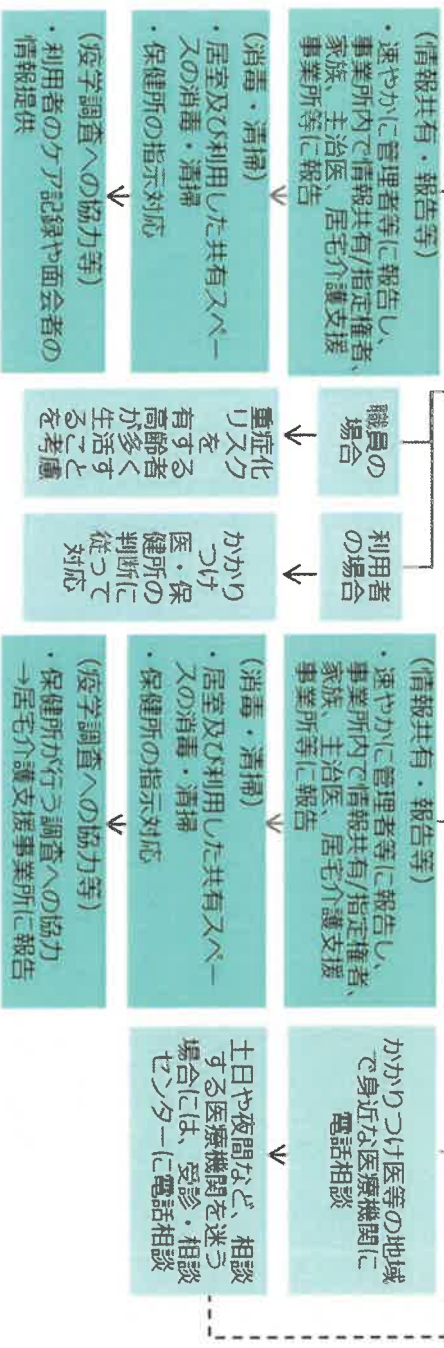 (情報共有・報告等)
・速やかに管理者等に報告し、
事業所内で情報共有/指定権者、
家族、主治医、居宅介護支援
事業所等に報告
(消毒・清掃)
・居室及び利用した共有スペー
スの消毒・清掃
・保健所の指示対応
(疫学調査への協力等)
・利用者のケア記録や面会者の
情報提供
職員の
場合
重症化
リスク
を
有する
高齢者
が多く
生活す
ること
を考慮
利用者
の場合
かかり
つけ
医・保
健所の
判断に
従って
対応
(情報共有・報告等)
・速やかに管理者等に報告し、
事業所内で情報共有/指定権者、
家族、主治医、居宅介護支援
事業所等に報告
(消毒・清掃)
・居室及び利用した共有スペー
スの消毒・清掃
・保健所の指示対応
(疫学調査への協力等)
・保健所が行う調査への協力
→居宅介護支援事業所に報告
かかりつけ医等の地域
で身近な医療機関に
電話相談
土日や夜間など、相談
する医療機関を迷う
場合には、受診・相談
センターに電話相談